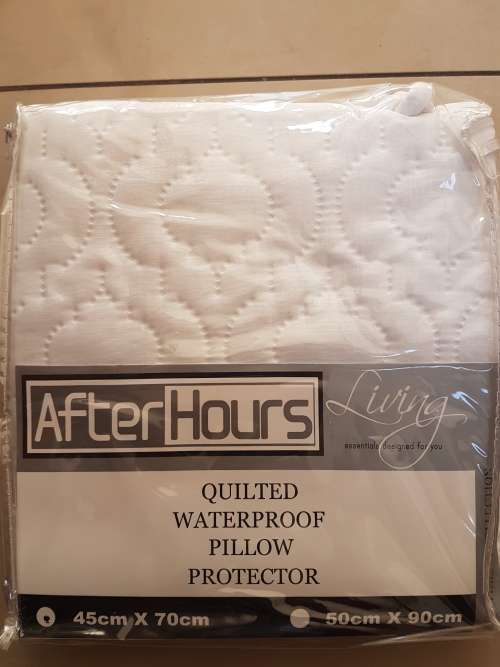 AfterHours
Living
essentials designed for you
QUILTED
WATERPROOF
PILLOW
PROTECTOR
45cm X 70cm 50cm X 90cm